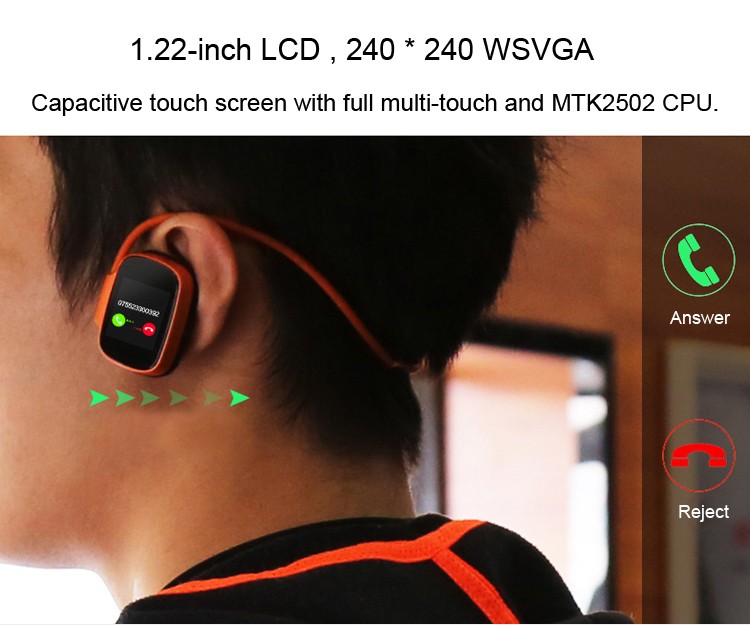 1.22-inch LCD , 240 * 240 WSVGA
Capacitive touch screen with full multi-touch and MTK2502 CPU.
075523300392
Answer
Reject